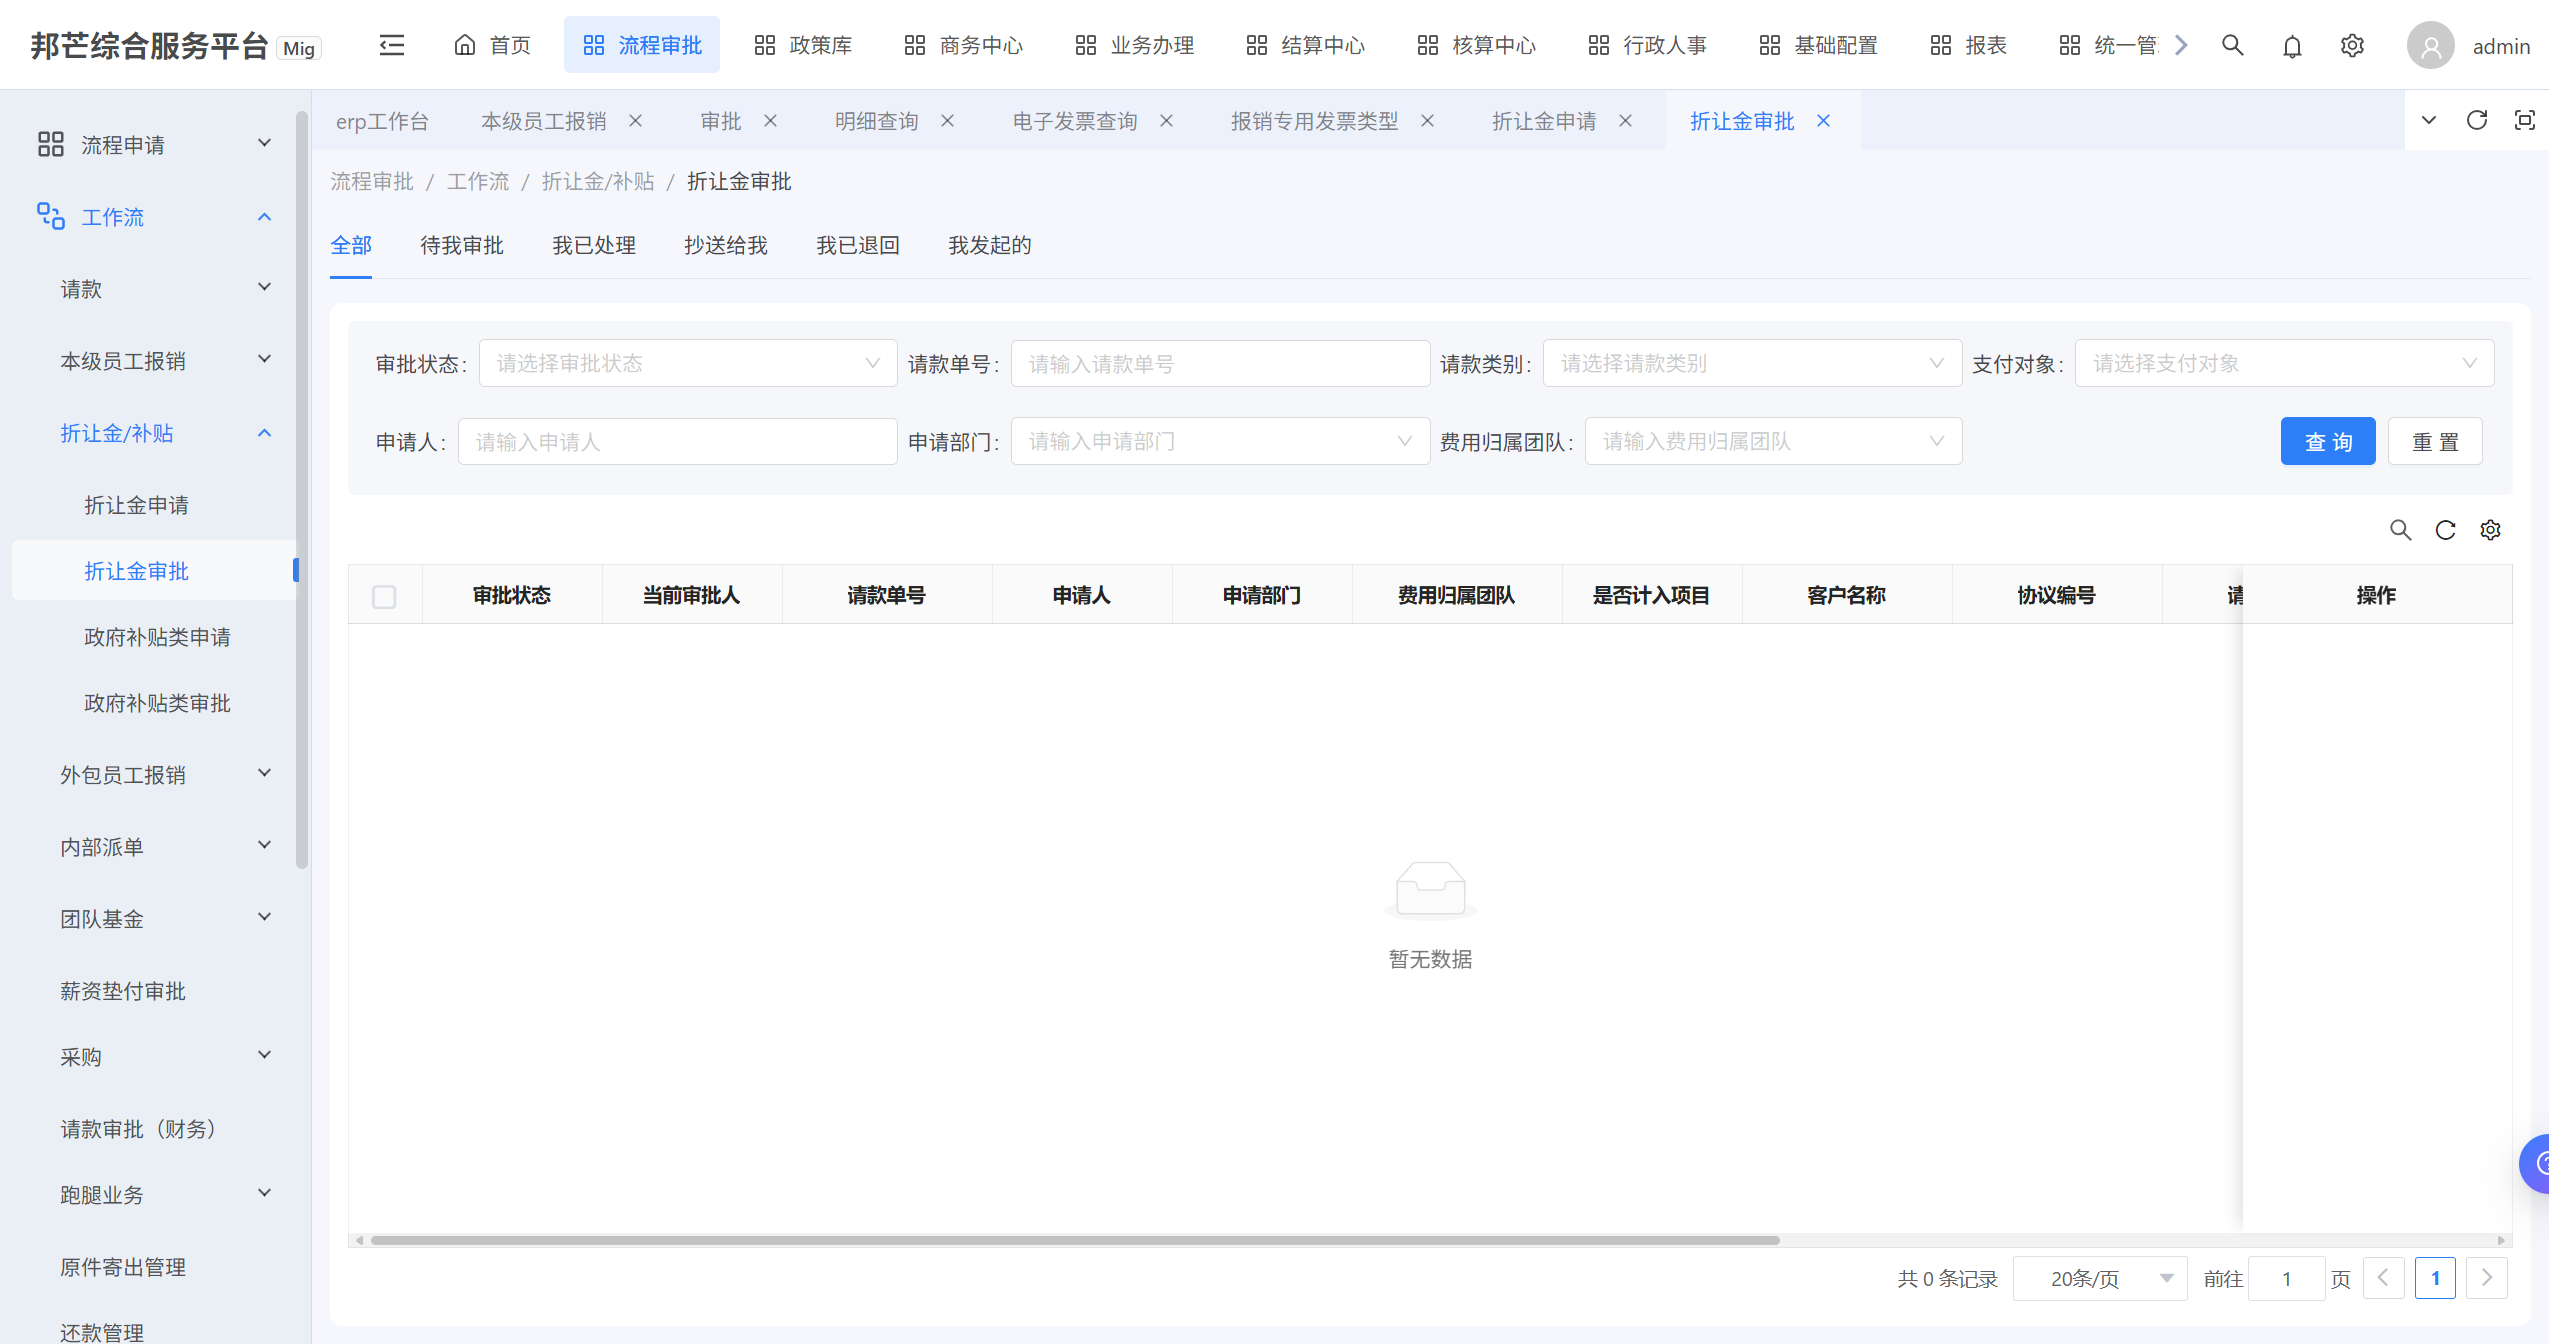 邦芒综合服务平台 Mig 首页 流程审批 政策库 商务中心 业务办理 结算中心 核算中心 行政人事 基础配置 报表 统一管 admin
erp工作台 本级员工报销 审批 明细查询 电子发票查询 报销专用发票类型 折让金申请 折让金审批
流程审批 / 工作流 / 折让金/补贴 / 折让金审批
全部 待我审批 我已处理 抄送给我 我已退回 我发起的
流程申请
工作流
请款
本级员工报销
折让金/补贴
折让金申请
折让金审批
政府补贴类申请
政府补贴类审批
外包员工报销
内部派单
团队基金
薪资垫付审批
采购
请款审批（财务）
跑腿业务
原件寄出管理
还款管理
审批状态: 请选择审批状态 请款单号: 请输入请款单号 请款类别: 请选择请款类别 支付对象: 请选择支付对象
申请人: 请输入申请人 申请部门: 请输入申请部门 费用归属团队: 请输入费用归属团队 查 询 重 置
审批状态 当前审批人 请款单号 申请人 申请部门 费用归属团队 是否计入项目 客户名称 协议编号 请 操作
暂无数据
共 0 条记录 20条/页 前往 1 页 1